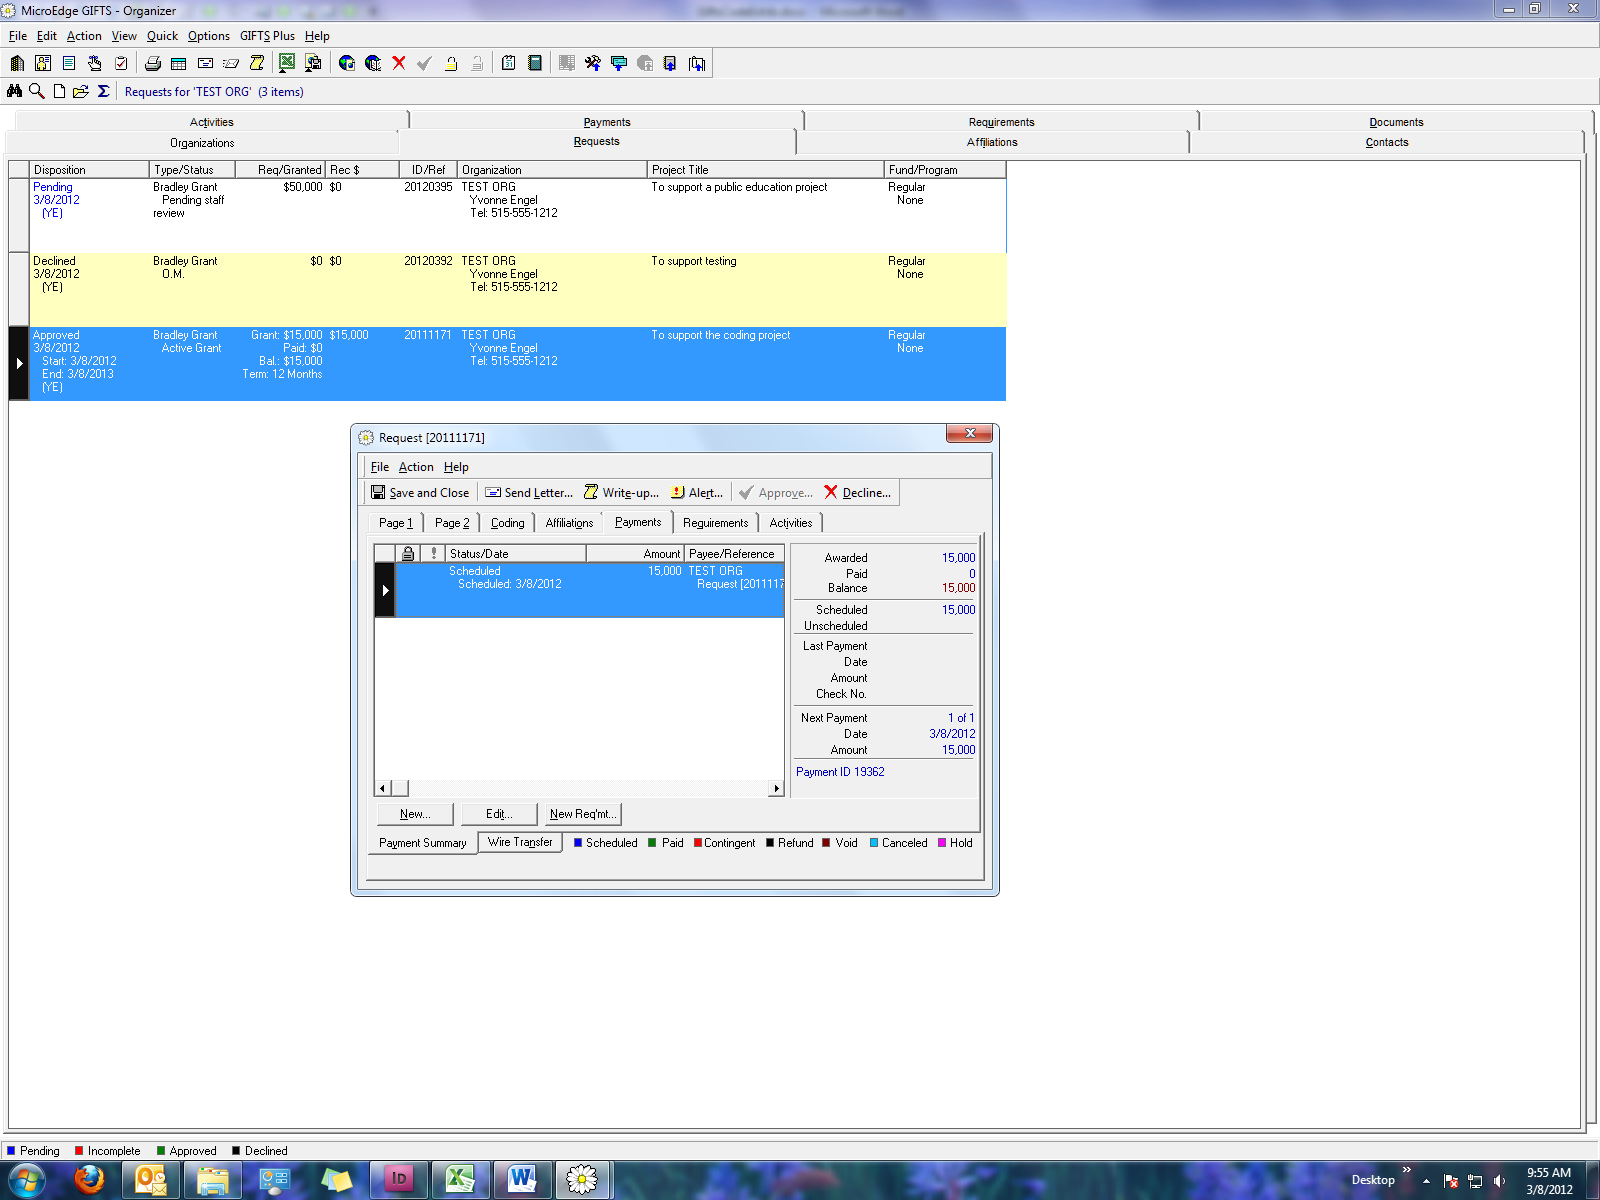 MicroEdge GIFTS - Organizer
File Edit Action View Quick Options GIFTS Plus Help
Requests for 'TEST ORG' (3 items)
Activities Payments Requirements Documents
Organizations Requests Affiliations Contacts
Disposition Type/Status Req/Granted Rec $ ID/Ref Organization Project Title Fund/Program
Pending Bradley Grant $50,000 $0 20120395 TEST ORG To support a public education project Regular
3/8/2012 Pending staff Yvonne Engel None
(YE) review Tel: 515-555-1212
Declined Bradley Grant $0 $0 20120392 TEST ORG To support testing Regular
3/8/2012 O.M. Yvonne Engel None
(YE) Tel: 515-555-1212
Approved Bradley Grant Grant: $15,000 $15,000 20111171 TEST ORG To support the coding project Regular
3/8/2012 Active Grant Paid: $0 Yvonne Engel None
Start: 3/8/2012 Bal.: $15,000 Tel: 515-555-1212
End: 3/8/2013 Term: 12 Months
(YE)
Request [20111171]
File Action Help
Save and Close Send Letter... Write-up... Alert... Approve... Decline...
Page 1 Page 2 Coding Affiliations Payments Requirements Activities
Status/Date Amount Payee/Reference
Scheduled 15,000 TEST ORG
Scheduled: 3/8/2012 Request [2011117
Awarded 15,000
Paid 0
Balance 15,000
Scheduled 15,000
Unscheduled
Last Payment
Date
Amount
Check No.
Next Payment 1 of 1
Date 3/8/2012
Amount 15,000
Payment ID 19362
New... Edit... New Req'mt...
Payment Summary Wire Transfer Scheduled Paid Contingent Refund Void Canceled Hold
Pending Incomplete Approved Declined
Desktop 9:55 AM
3/8/2012